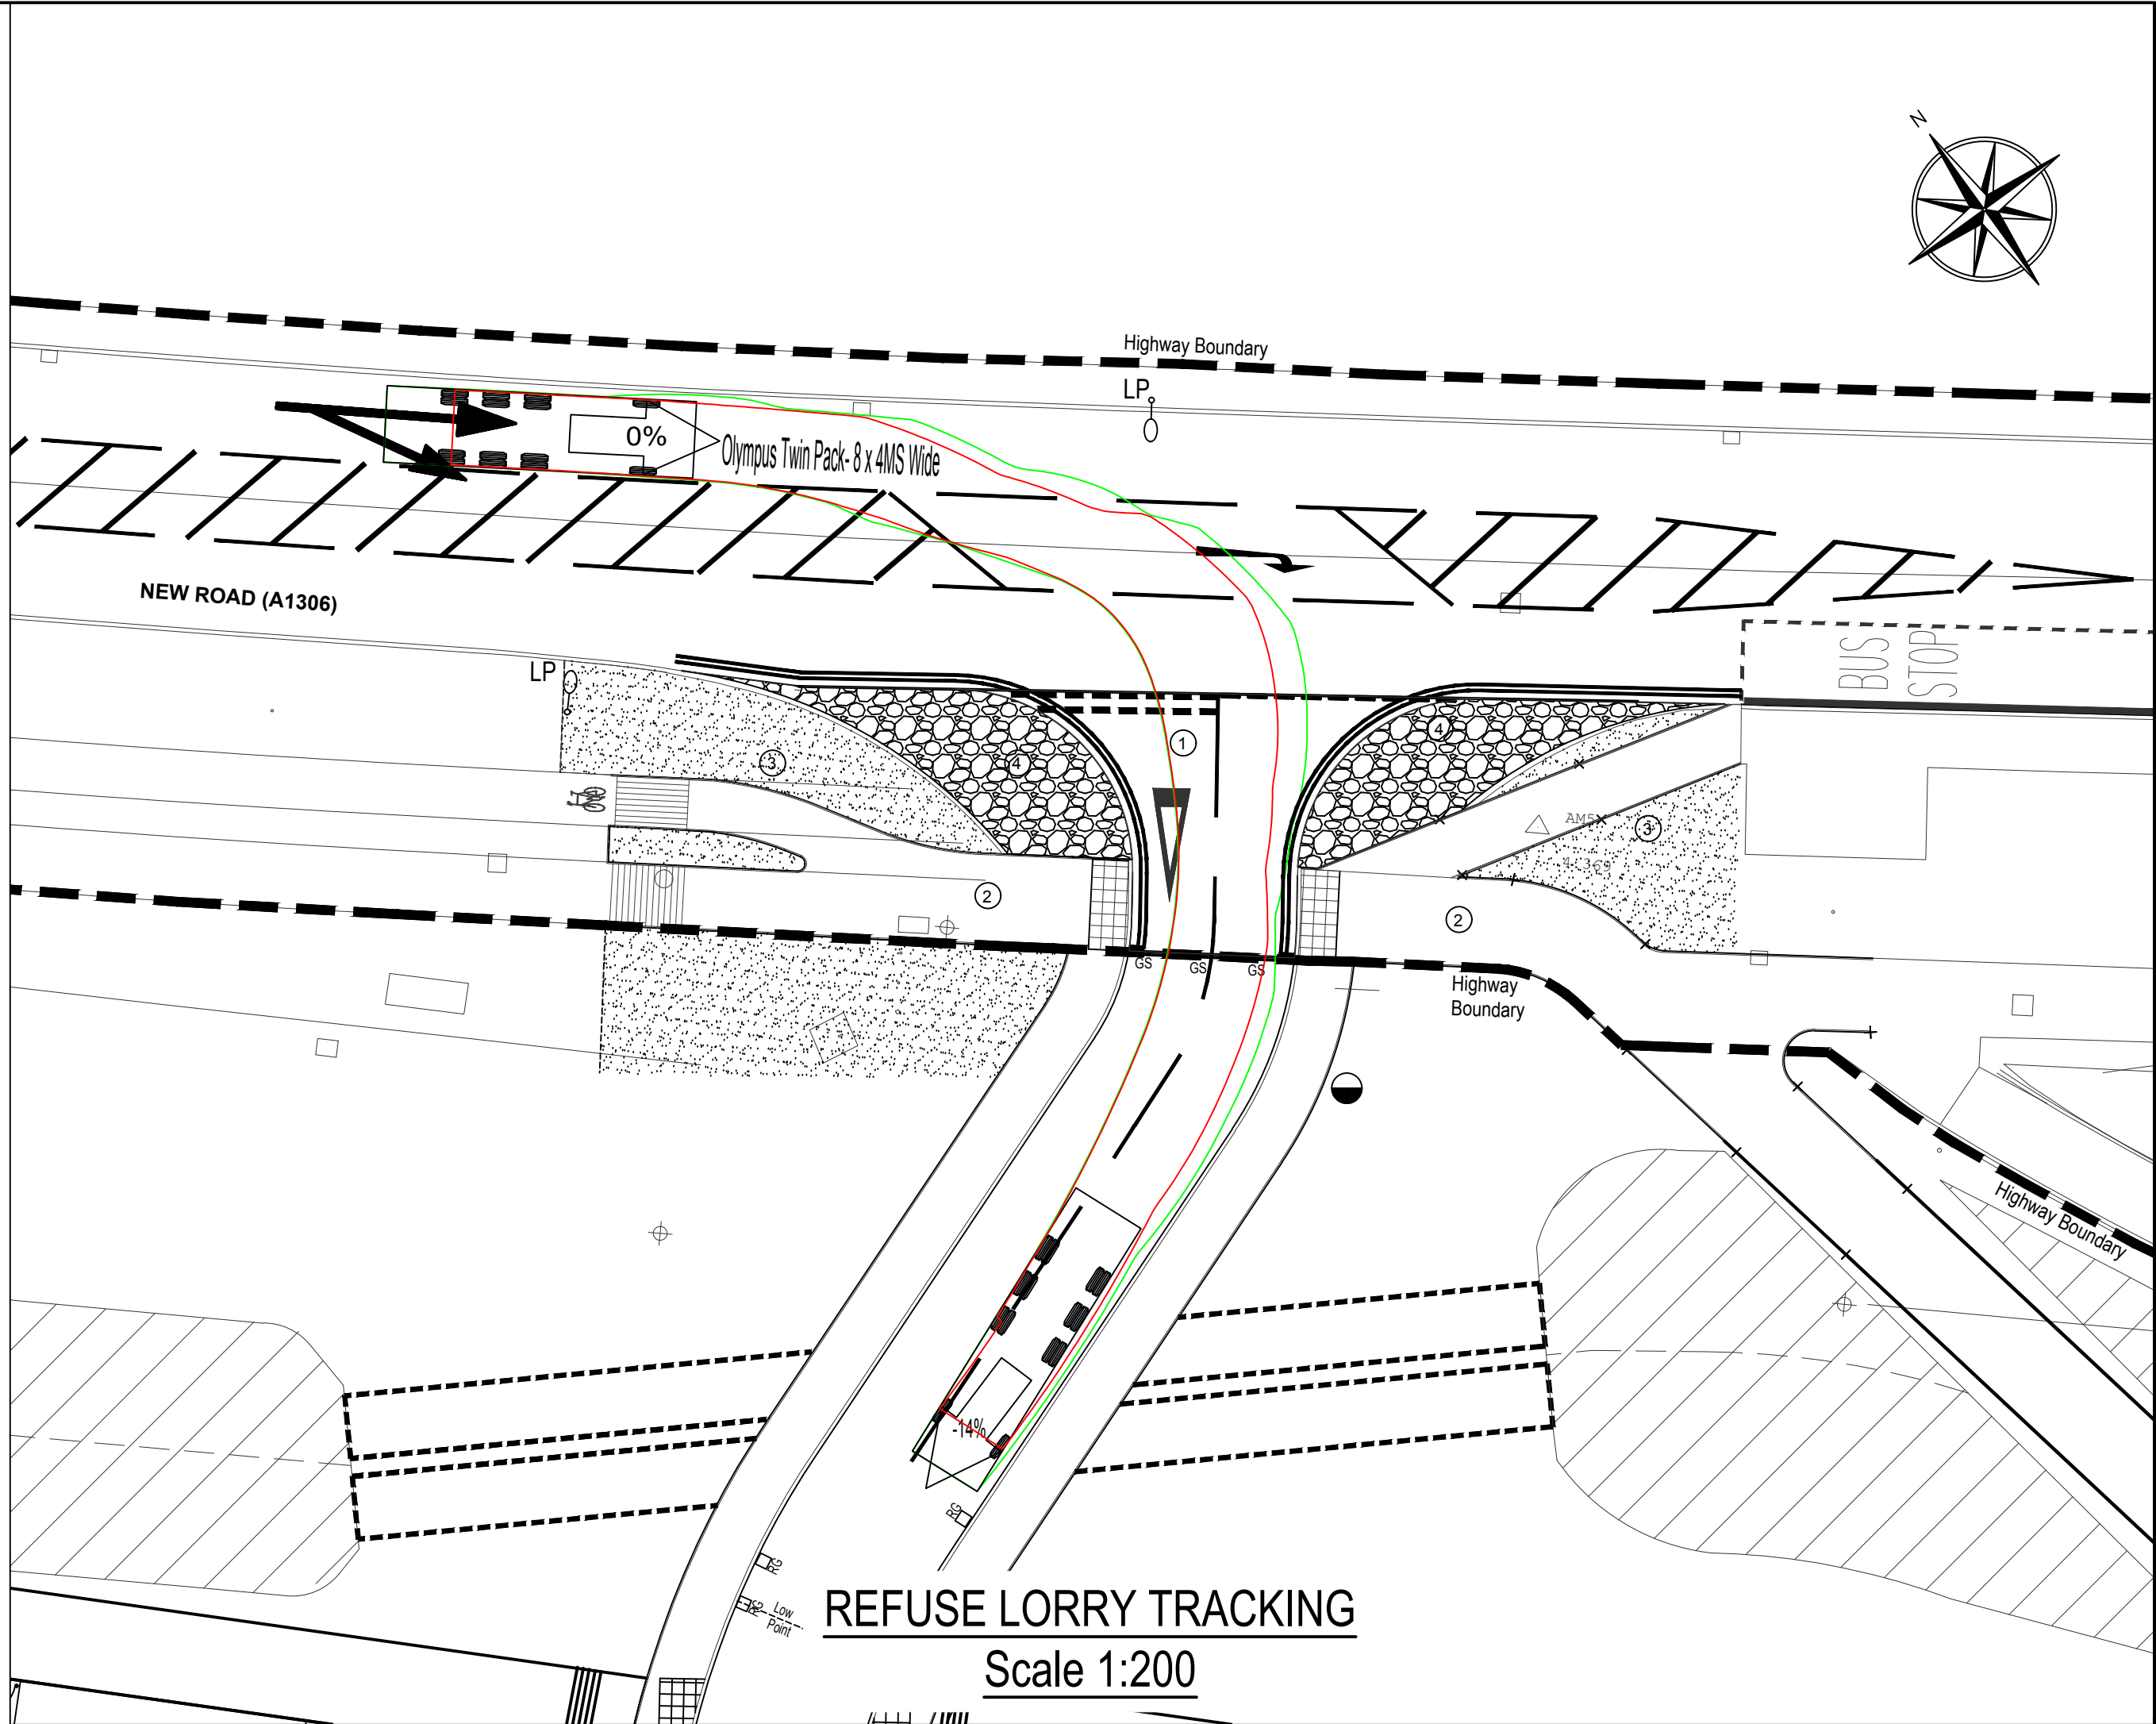 N
Highway Boundary
LP
0%
Olympus Twin Pack- 8 x 4MS Wide
NEW ROAD (A1306)
BUS
STOP
LP
1
4
4
3
AM5
3
2
2
GS
GS
GS
Highway
Boundary
Highway Boundary
-14%
RG
RG
RG
Low
Point
REFUSE LORRY TRACKING
Scale 1:200